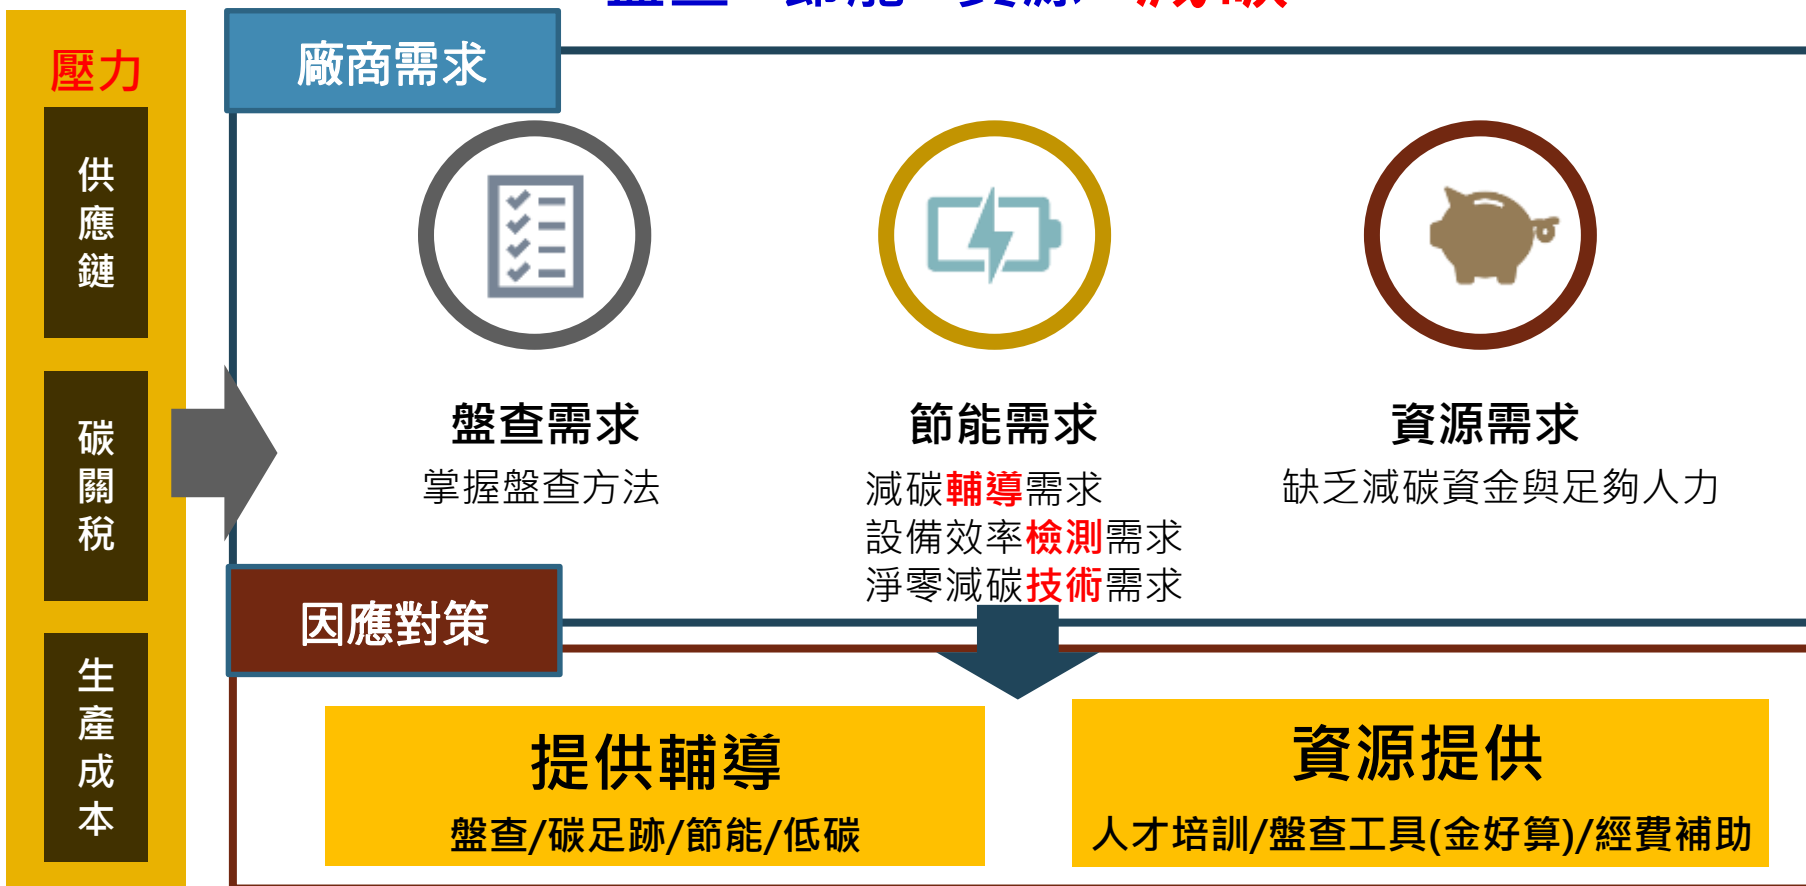 壓力
供應鏈
碳關稅
生產成本
廠商需求
盤查需求
掌握盤查方法
節能需求
減碳輔導需求
設備效率檢測需求
淨零減碳技術需求
資源需求
缺乏減碳資金與足夠人力
因應對策
提供輔導
盤查/碳足跡/節能/低碳
資源提供
人才培訓/盤查工具(金好算)/經費補助